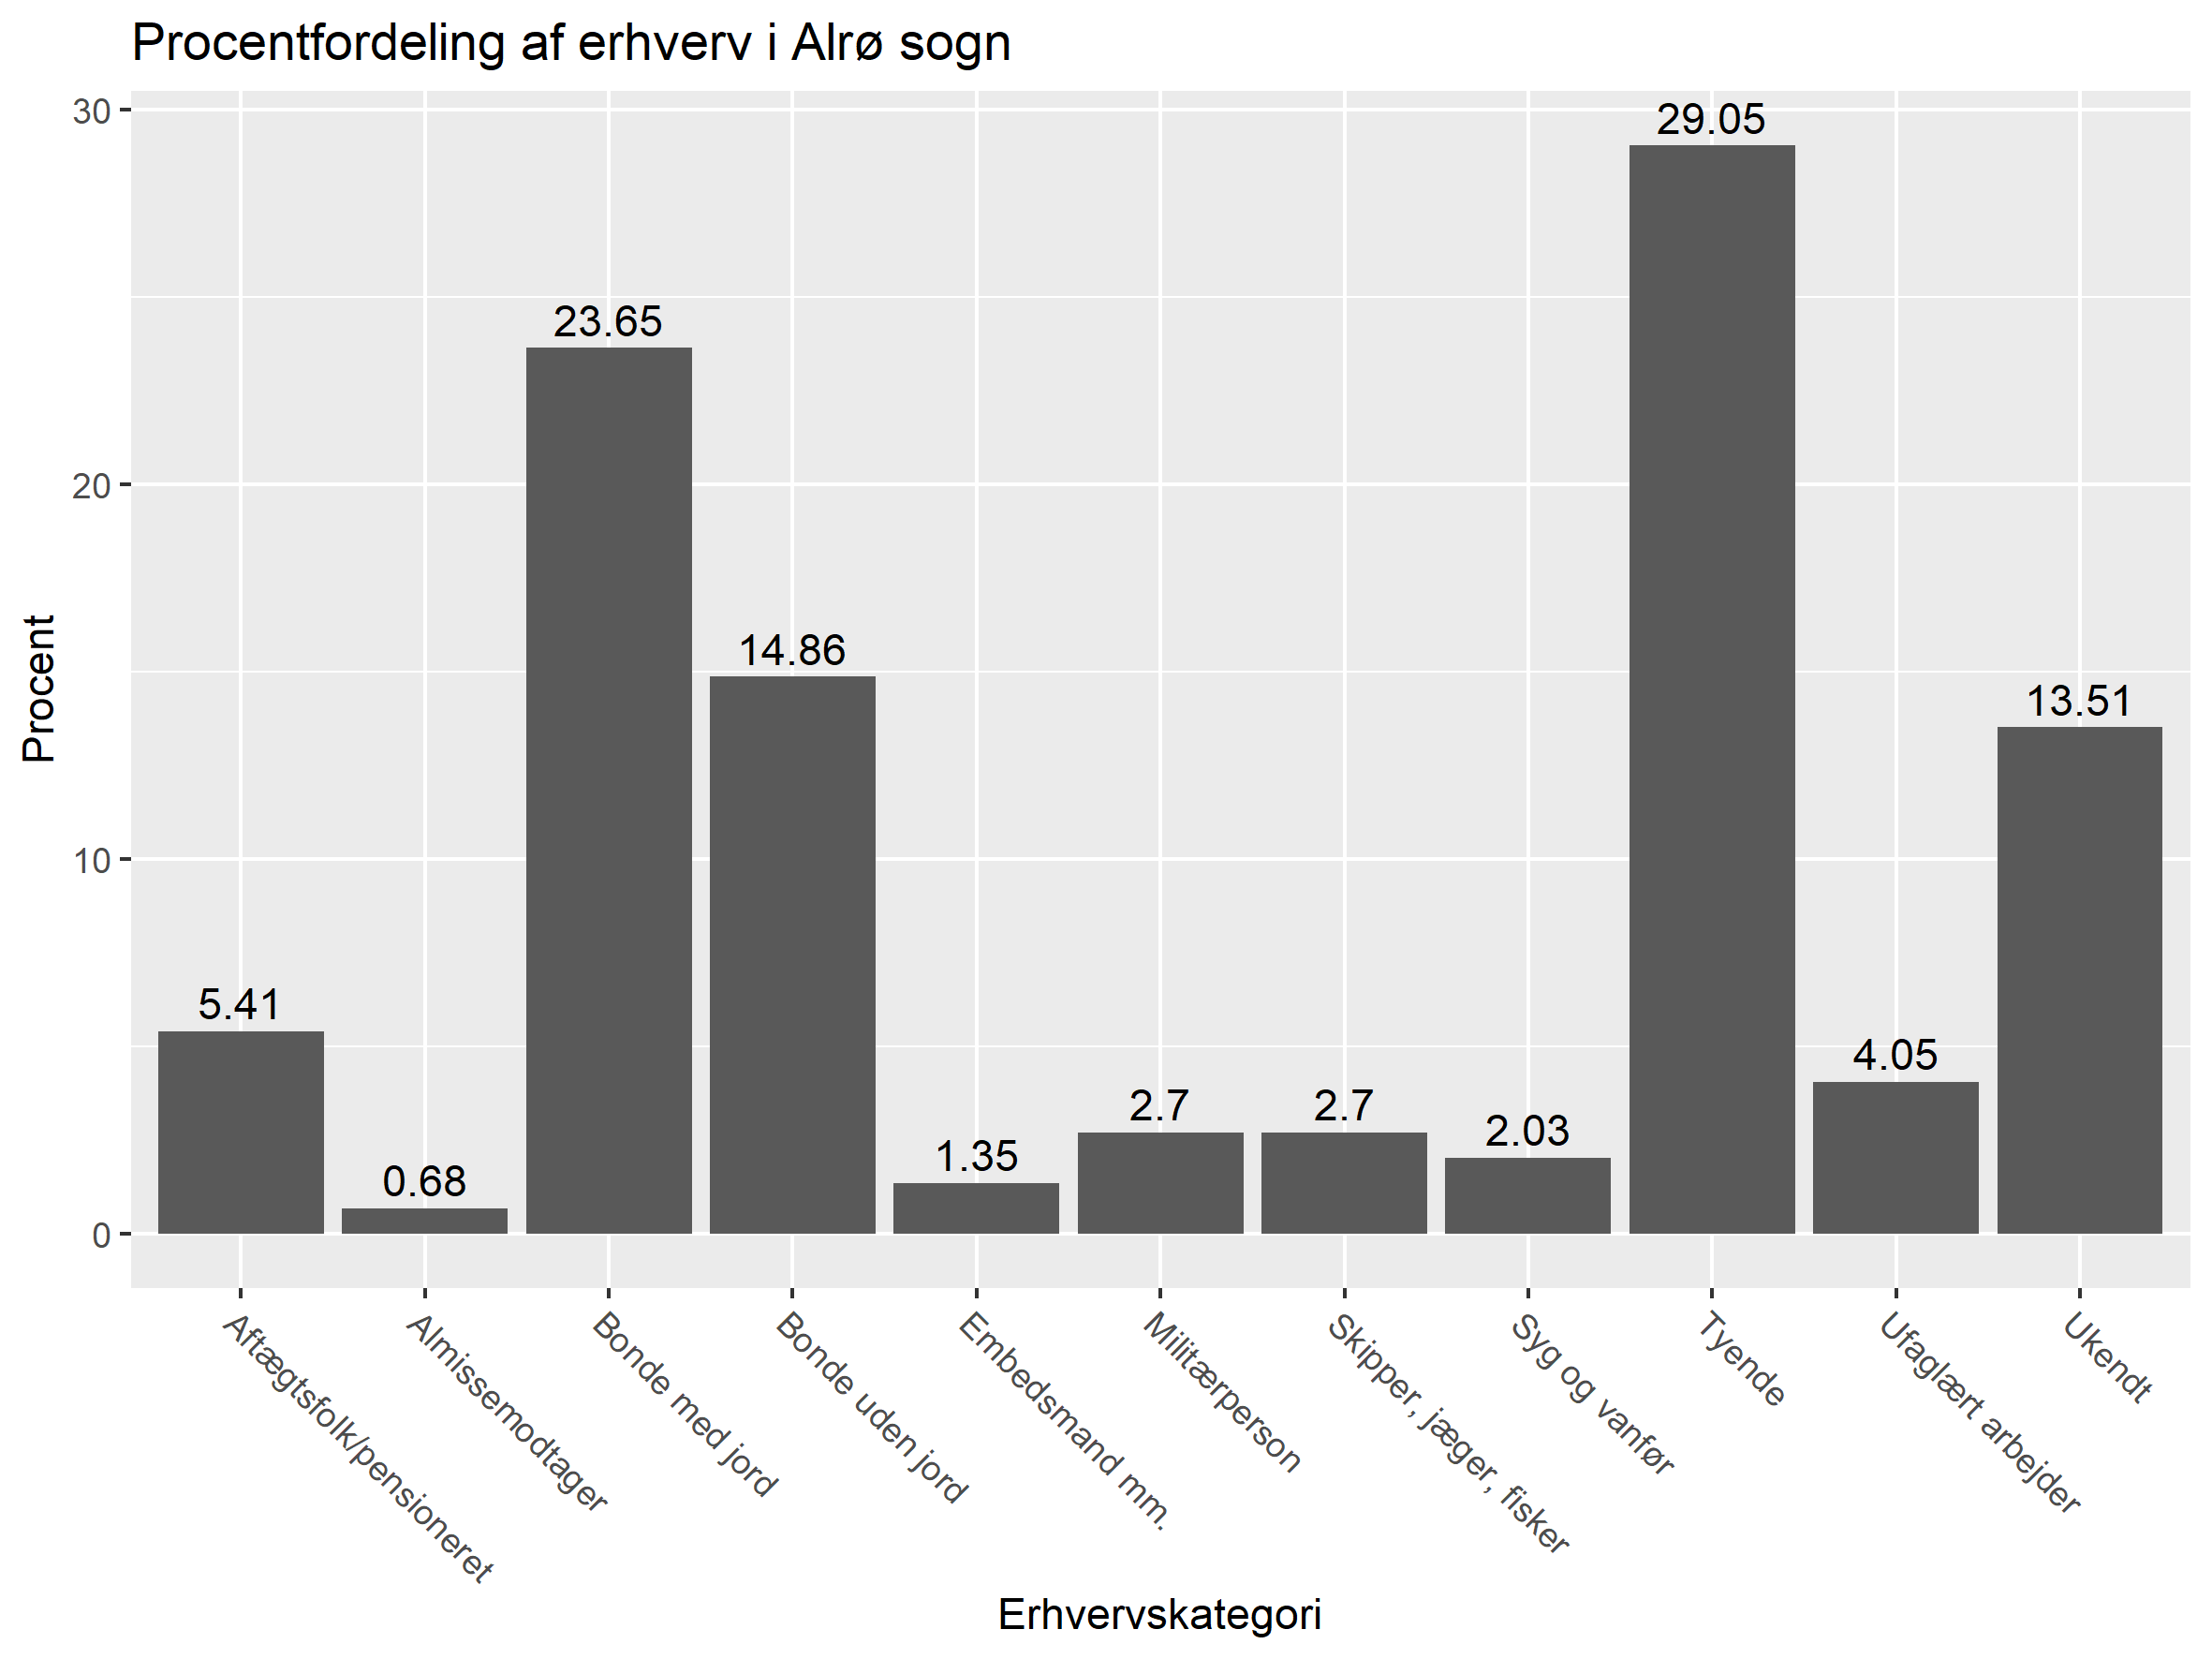 Procentfordeling af erhverv i Alrø sogn
Procent
30
20
10
0
5.41
0.68
23.65
14.86
1.35
2.7
2.7
2.03
29.05
4.05
13.51
Aftægtsfolk/pensioneret
Almissemodtager
Bonde med jord
Bonde uden jord
Embedsmand mm.
Militærperson
Skipper, jæger, fisker
Syg og vanfør
Tyende
Ufaglært arbejder
Ukendt
Erhvervskategori